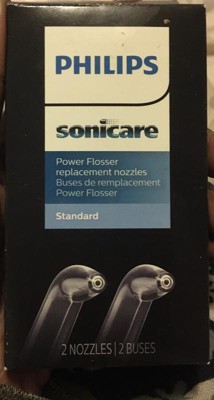 PHILIPS
sonicare
Power Flosser
replacement nozzles
Buses de remplacement
Power Flosser
Standard
2 NOZZLES | 2 BUSES